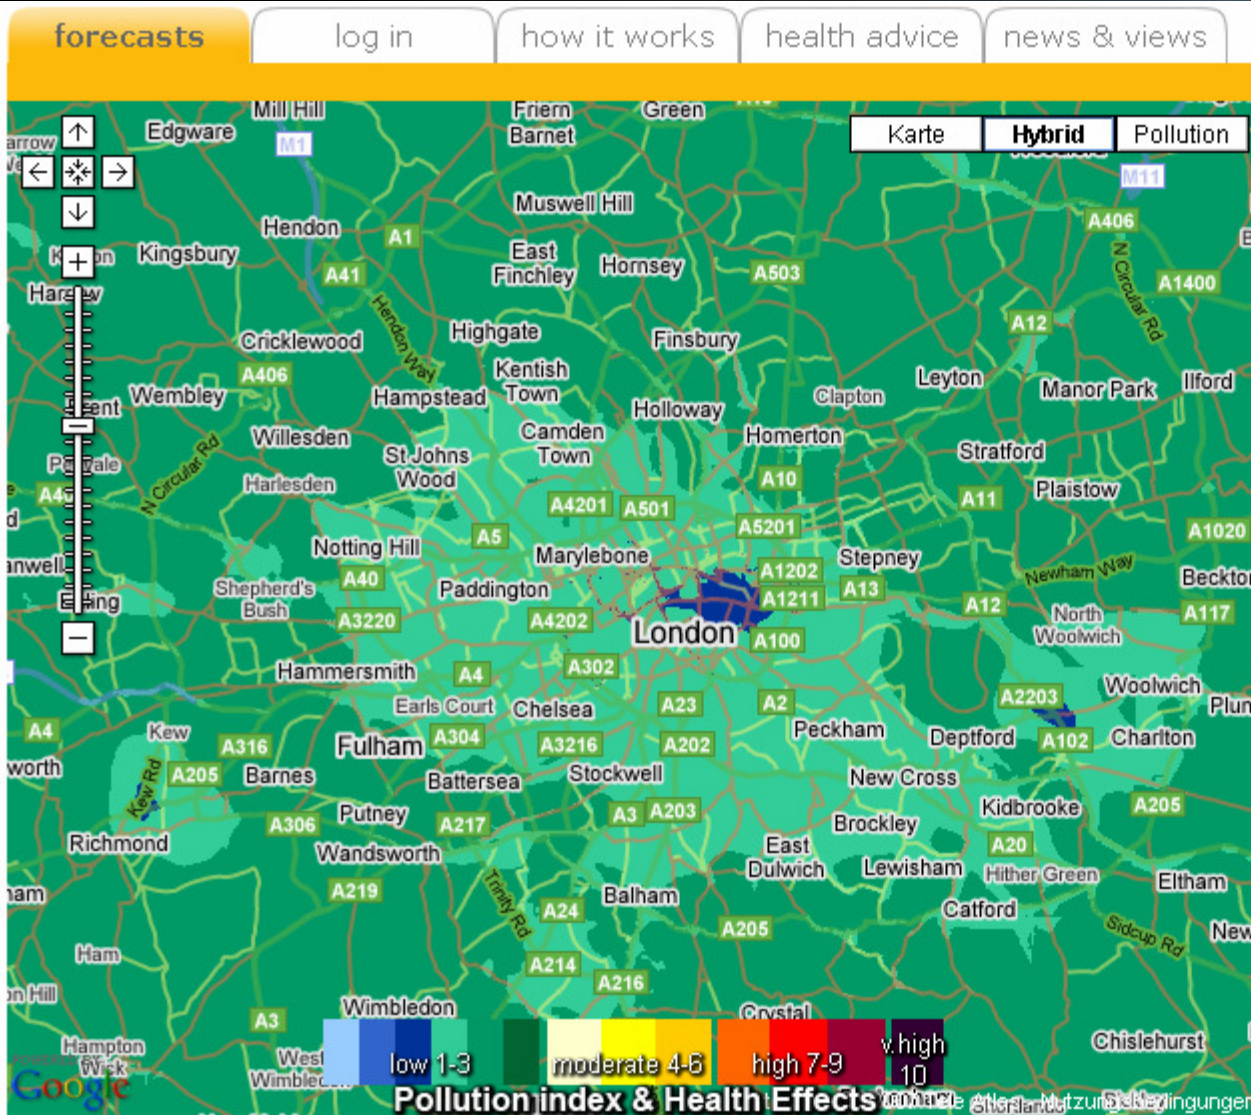 forecasts
log in
how it works
health advice
news & views
Mill Hill
Friern
Barnet
Green
Edgware
M1
Karte
Hybrid
Pollution
M11
Muswell Hill
A406
Hendon
A1
Kingsbury
East
Finchley
Hornsey
A503
A41
N Circular Rd
A1400
Hendon Way
Highgate
Finsbury
A12
Cricklewood
A406
Kentish
Town
Leyton
Manor Park
Ilford
Wembley
Hampstead
Holloway
Clapton
Willesden
Camden
Town
Homerton
Stratford
N Circular Rd
St Johns
Wood
Harlesden
A10
A11
Plaistow
A4201
A501
A5201
A1020
A5
Notting Hill
Marylebone
Stepney
A40
Paddington
A1202
Newham Way
Shepherd's
Bush
A1211
A13
A12
North
Woolwich
A117
A3220
A4202
London
A100
Hammersmith
A4
A302
Woolwich
Earls Court
Chelsea
A23
A2
A2203
A4
Kew
A316
Fulham
A304
A3216
A202
Peckham
Deptford
A102
Charlton
Kew Rd
A205
Barnes
Battersea
Stockwell
New Cross
Kidbrooke
A205
Putney
A306
A217
A3
A203
Brockley
Richmond
Wandsworth
East
Dulwich
A20
Lewisham
Hither Green
Eltham
A219
Trinity Rd
Balham
A24
Catford
A205
Sidcup Rd
Ham
A214
A216
Wimbledon
Crystal
A3
Hampton
Wick
Chislehurst
low 1-3
moderate 4-6
high 7-9
v.high
10
POWERED BY
Google
Pollution index & Health Effects